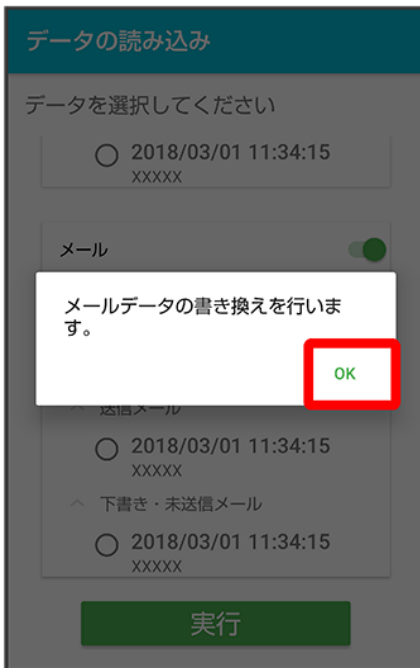 データの読み込み
データを選択してください
2018/03/01 11:34:15
XXXXX
メール
メールデータの書き換えを行いま
す。
OK
送信メール
2018/03/01 11:34:15
XXXXX
下書き・未送信メール
2018/03/01 11:34:15
XXXXX
実行